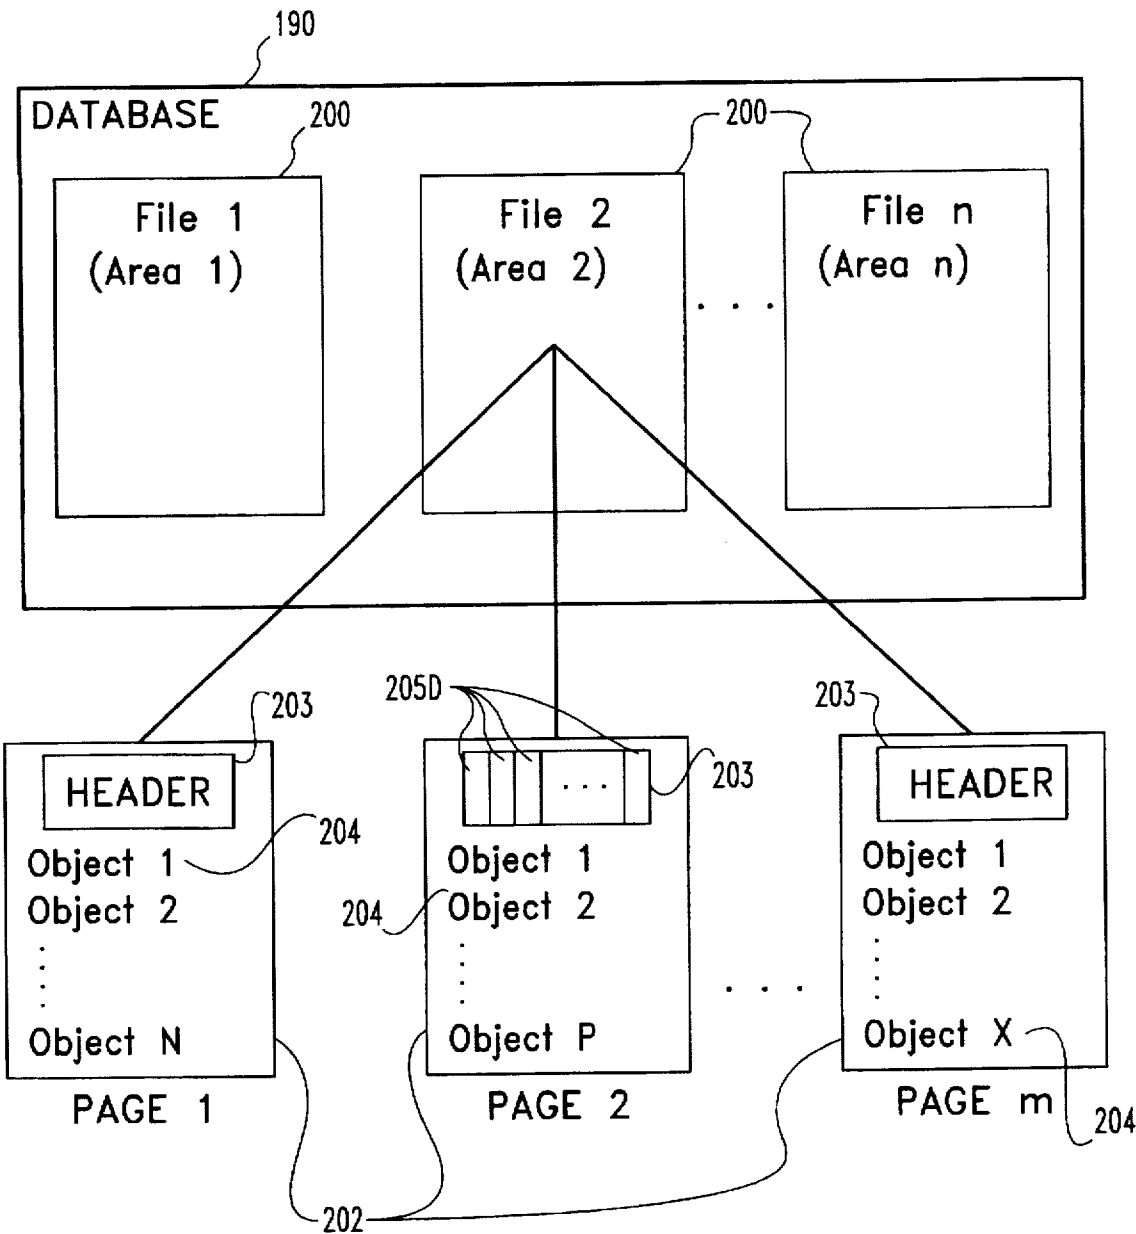 190
DATABASE
200
200
File 1
(Area 1)
File 2
(Area 2)
. . .
File n
(Area n)
205D
203
203
203
HEADER
. . .
HEADER
204
Object 1
Object 2
Object N
PAGE 1
204
Object 1
Object 2
Object P
PAGE 2
. . .
Object 1
Object 2
Object X
PAGE m
204
202